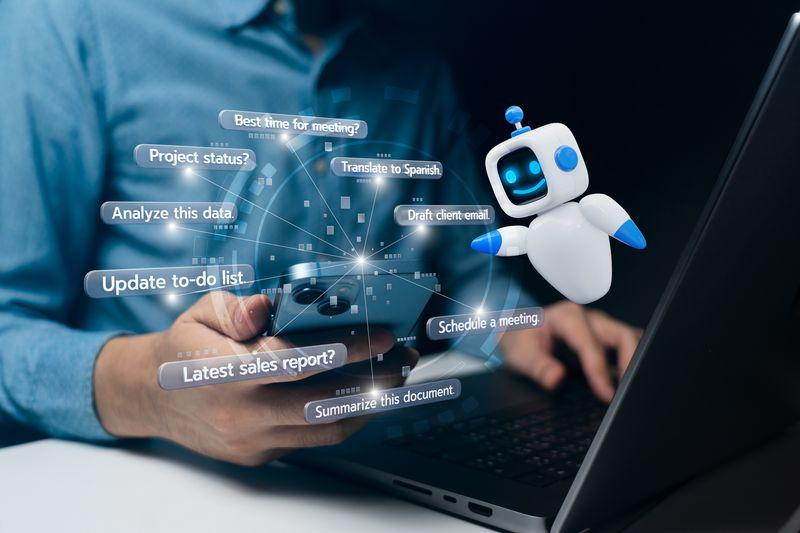 Best time for meeting?
Project status?
Translate to Spanish.
Analyze this data.
Draft client email.
Update to-do list
Schedule a meeting.
Latest sales report?
Summarize this document.